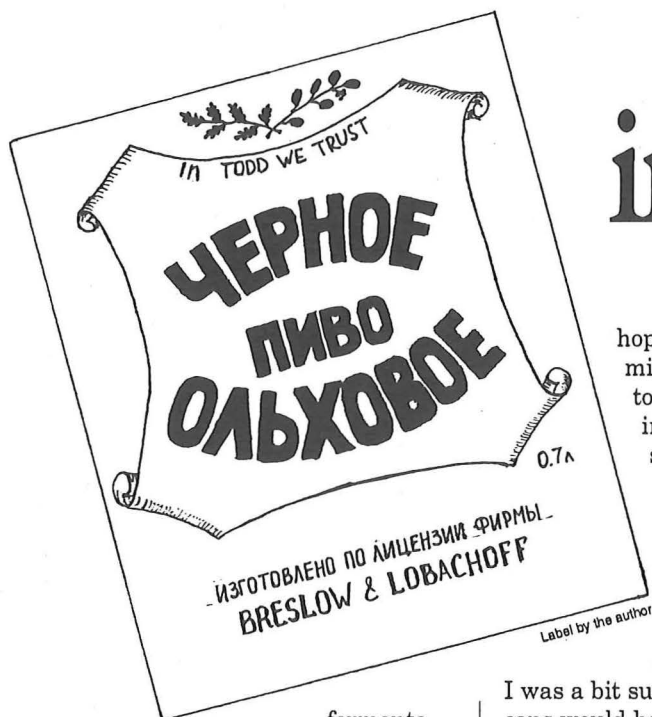 In TODD WE TRUST
ЧЕРНОЕ
ПИВО
ОЛЬХОВОЕ
0.7л
ИЗГОТОВЛЕНО ПО ЛИЦЕНЗИИ ФИРМЫ
BRESLOW & LOBACHOFF
Label by the author
I was a bit su